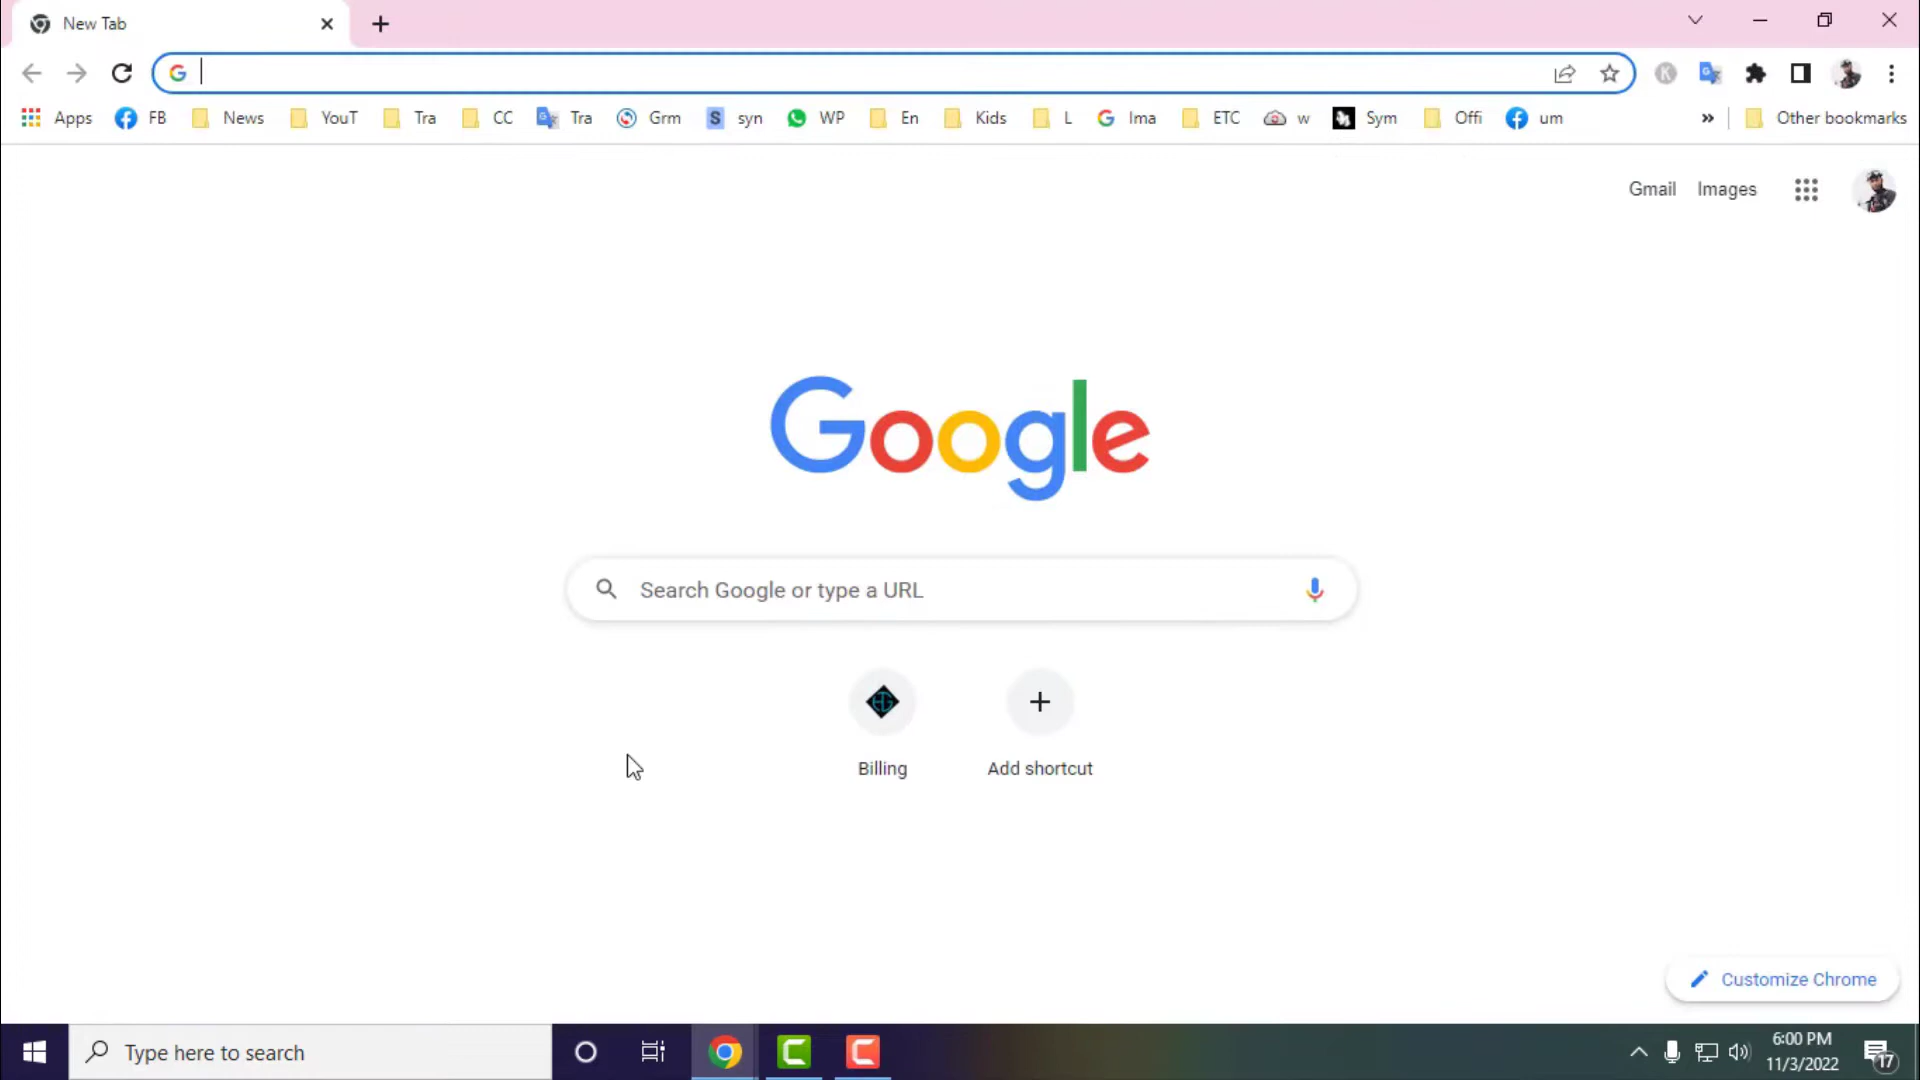 New Tab
Apps FB News YouT Tra CC Tra Grm S syn WP En Kids L Ima ETC w Sym Offi um » Other bookmarks
Gmail Images
Google
Search Google or type a URL
Billing Add shortcut
Customize Chrome
Type here to search
6:00 PM
11/3/2022
17